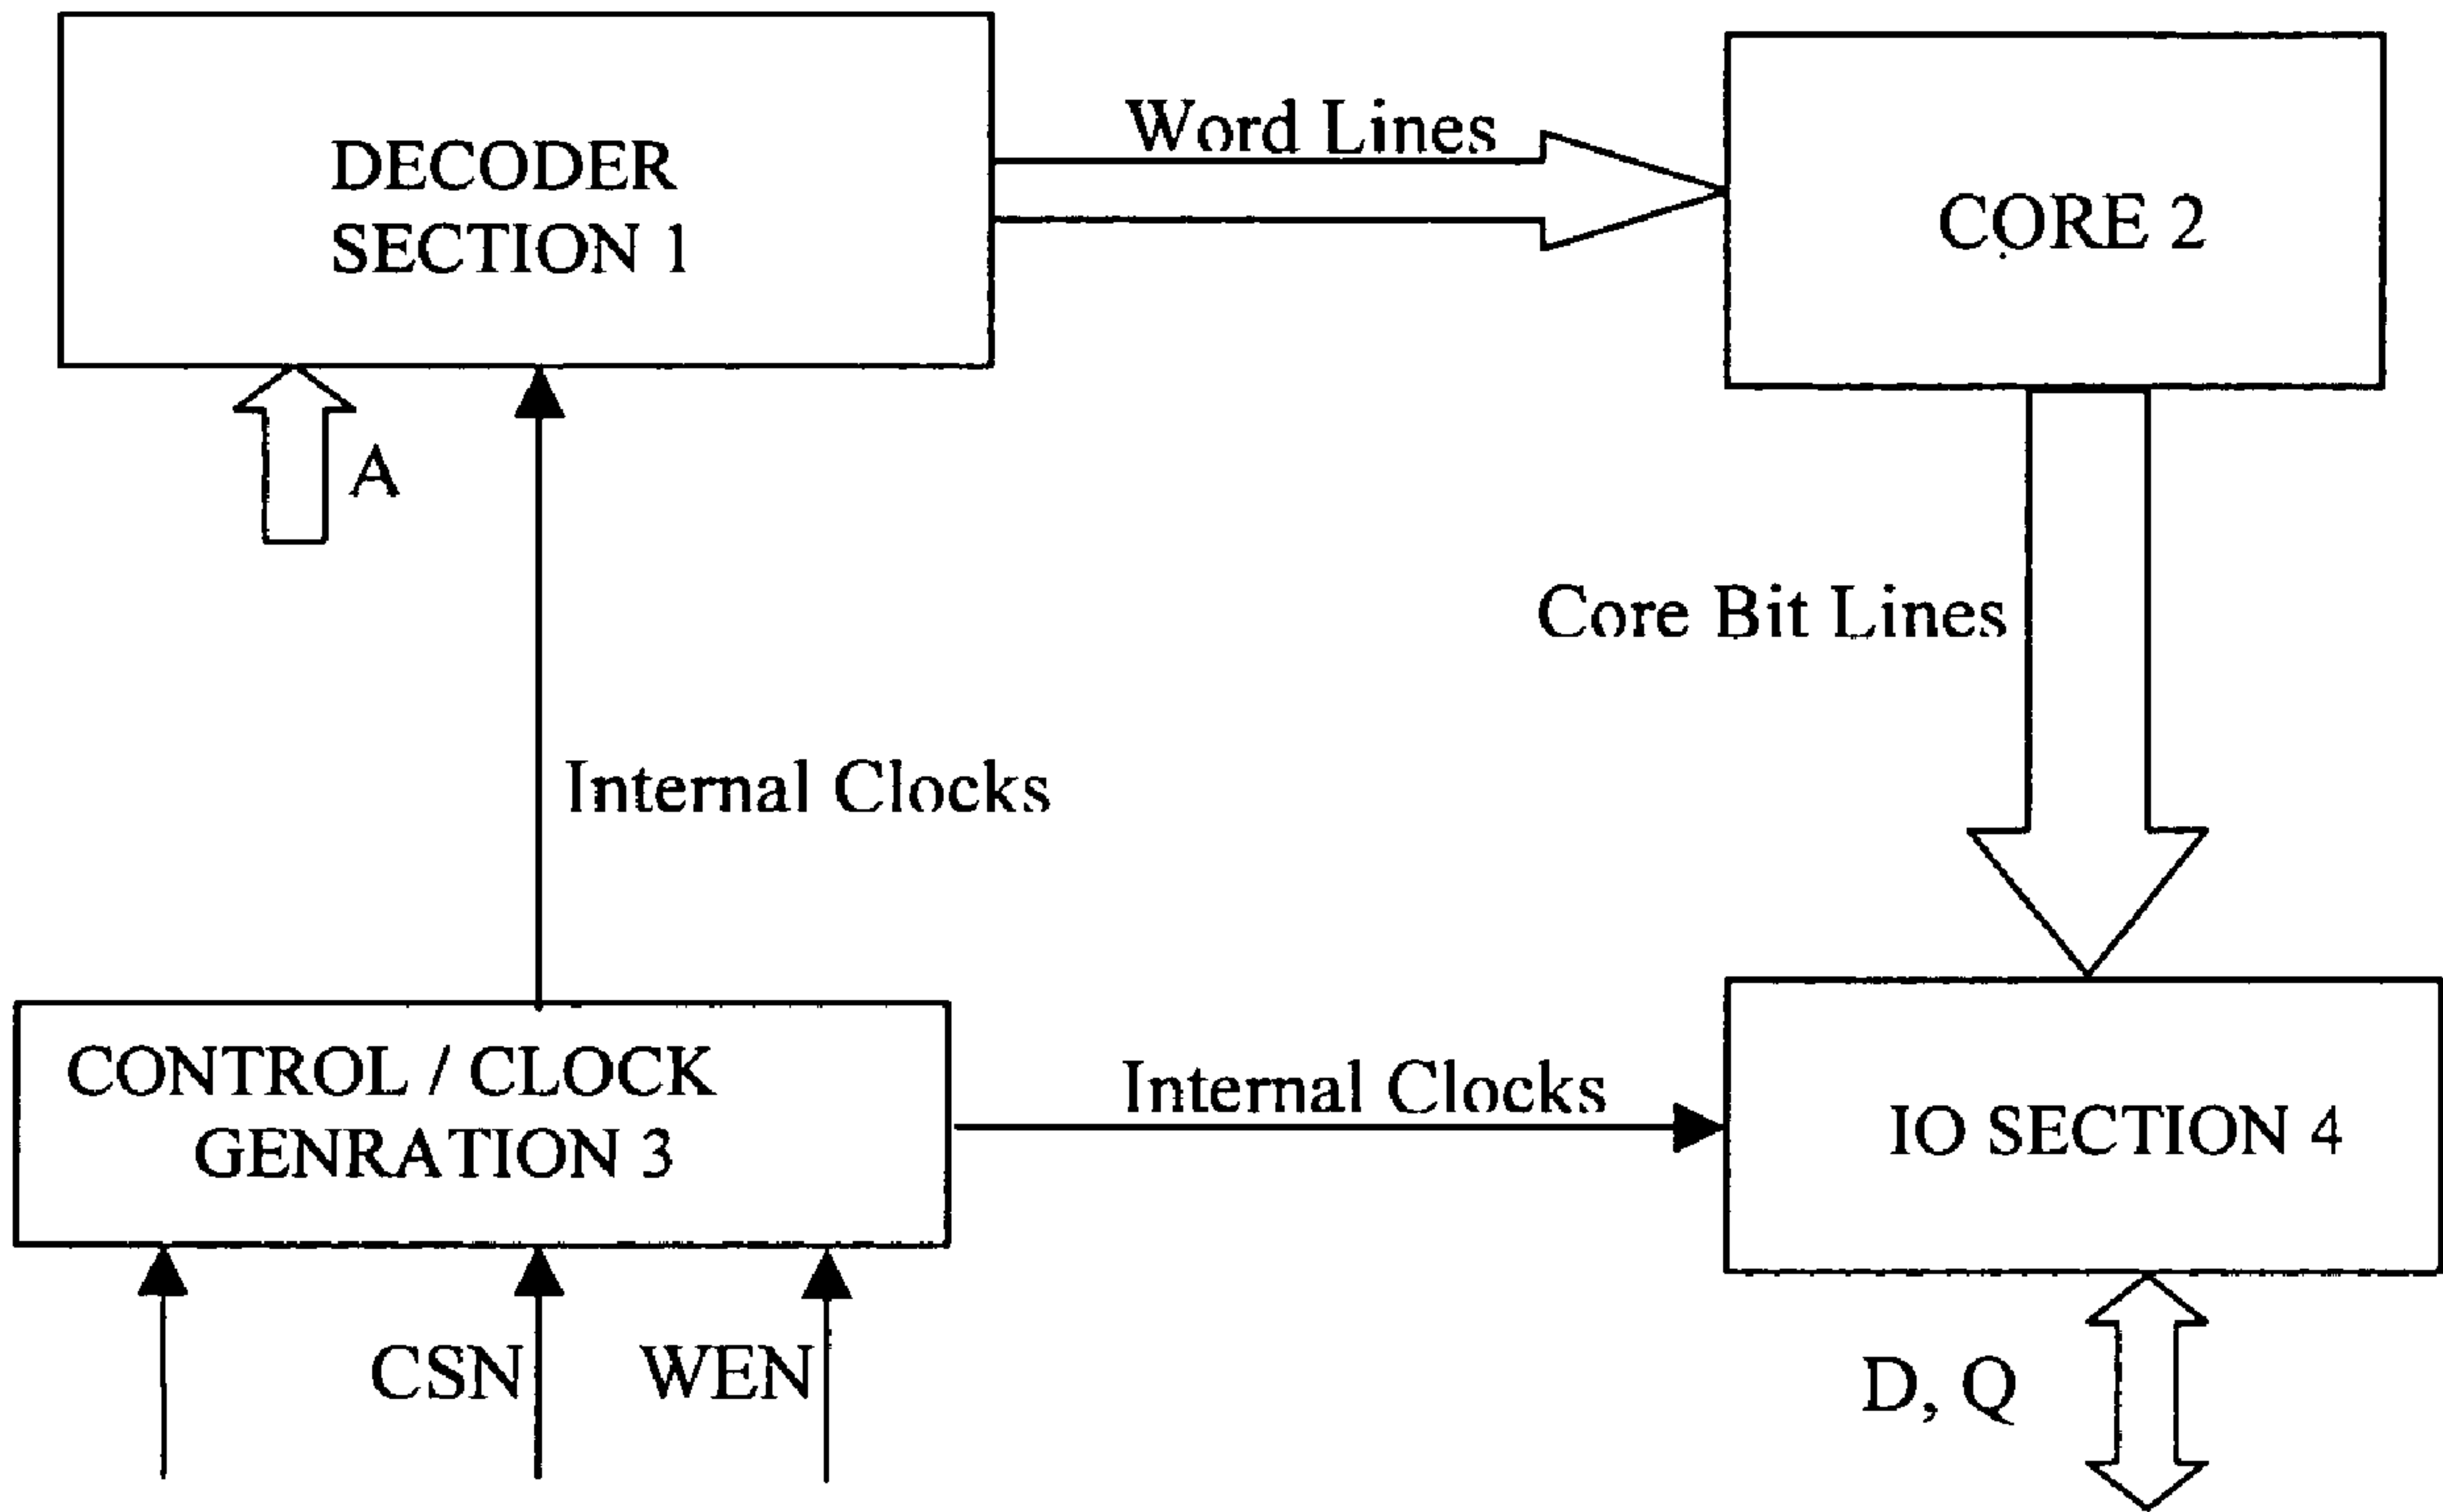 DECODER
SECTION 1
Word Lines
CORE 2
A
Core Bit Lines
Internal Clocks
CONTROL / CLOCK
GENRATION 3
Internal Clocks
IO SECTION 4
CSN
WEN
D, Q